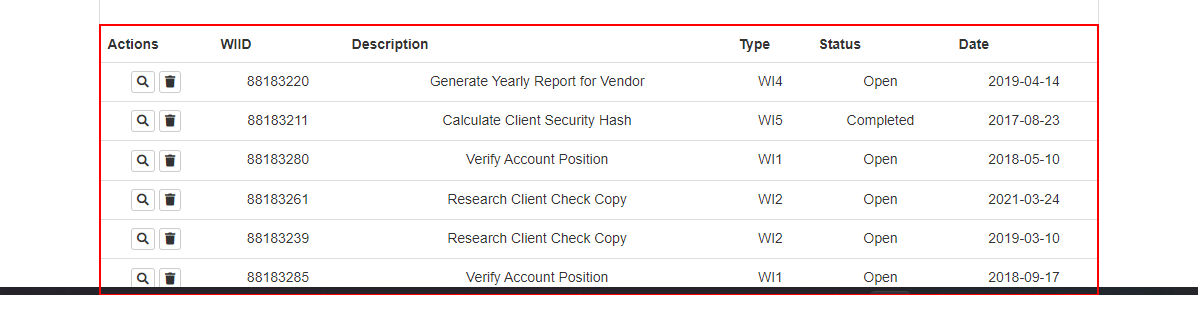 Actions WIID Description Type Status Date
88183220 Generate Yearly Report for Vendor WI4 Open 2019-04-14
88183211 Calculate Client Security Hash WI5 Completed 2017-08-23
88183280 Verify Account Position WI1 Open 2018-05-10
88183261 Research Client Check Copy WI2 Open 2021-03-24
88183239 Research Client Check Copy WI2 Open 2019-03-10
88183285 Verify Account Position WI1 Open 2018-09-17